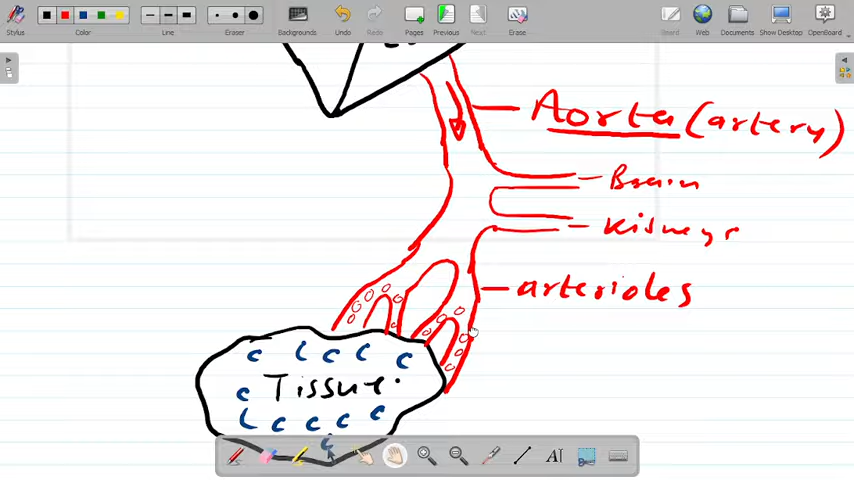 Stylus
Color
Line
Eraser
Backgrounds
Undo
Redo
Pages
Previous
Next
Erase
Board
Web
Documents
Show Desktop
OpenBoard
Aorta (artery)
Brain
Kidneys
arterioles
c c c c c
c Tissue.
c c c c c
c